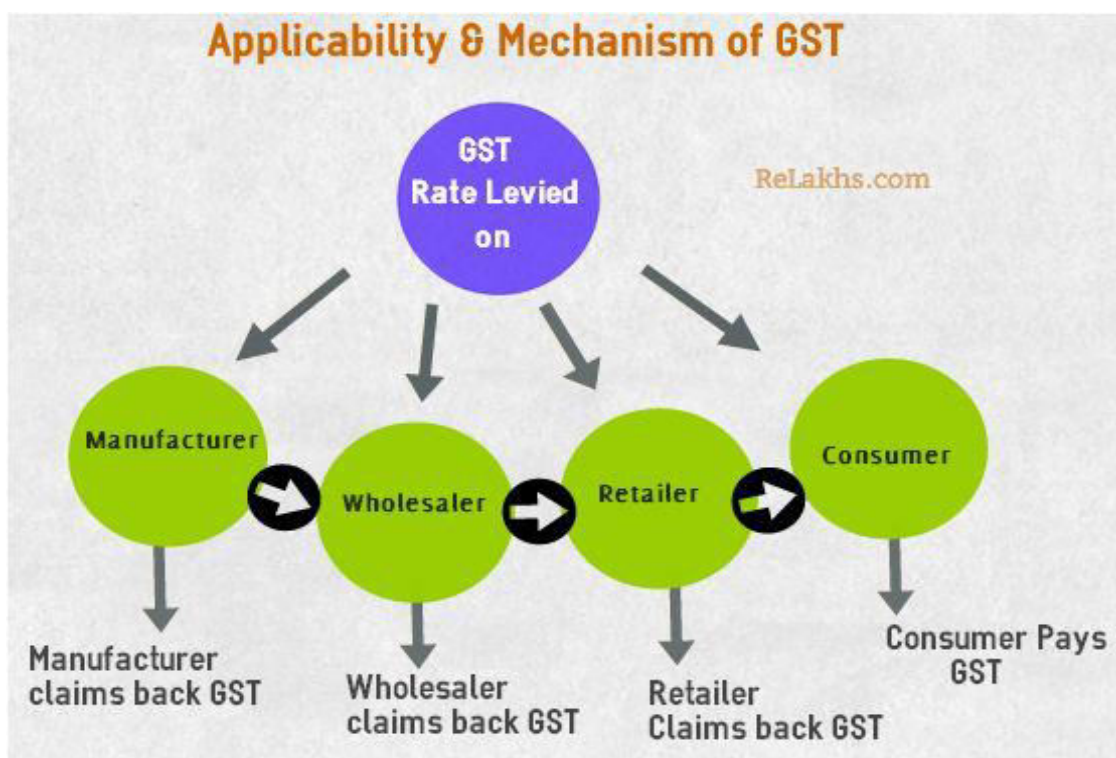 Applicability & Mechanism of GST
GST
Rate Levied
on
ReLakhs.com
Manufacturer
Wholesaler
Retailer
Consumer
Manufacturer
claims back GST
Wholesaler
claims back GST
Retailer
Claims back GST
Consumer Pays
GST